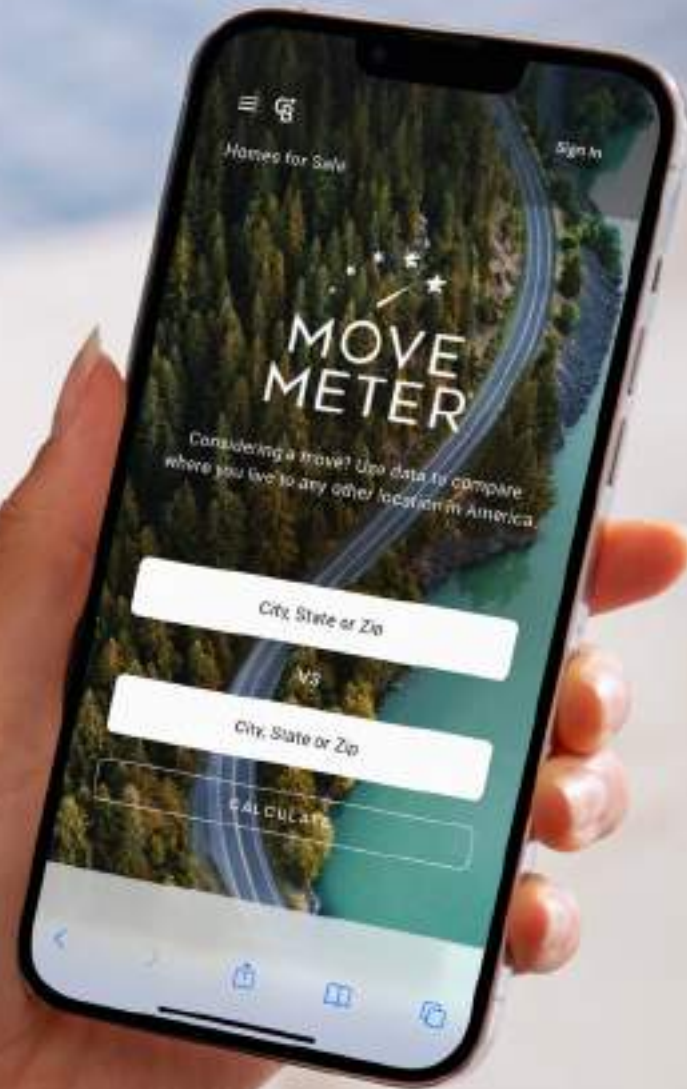 CB
Homes for Sale
Sign In
MOVE
METER
Considering a move? Use data to compare
where you live to any other location in America.
City, State or Zip
VS
City, State or Zip
CALCULATE